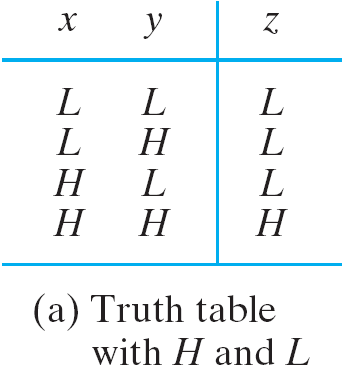 x y z
L L L
L H L
H L L
H H H
(a) Truth table
with H and L